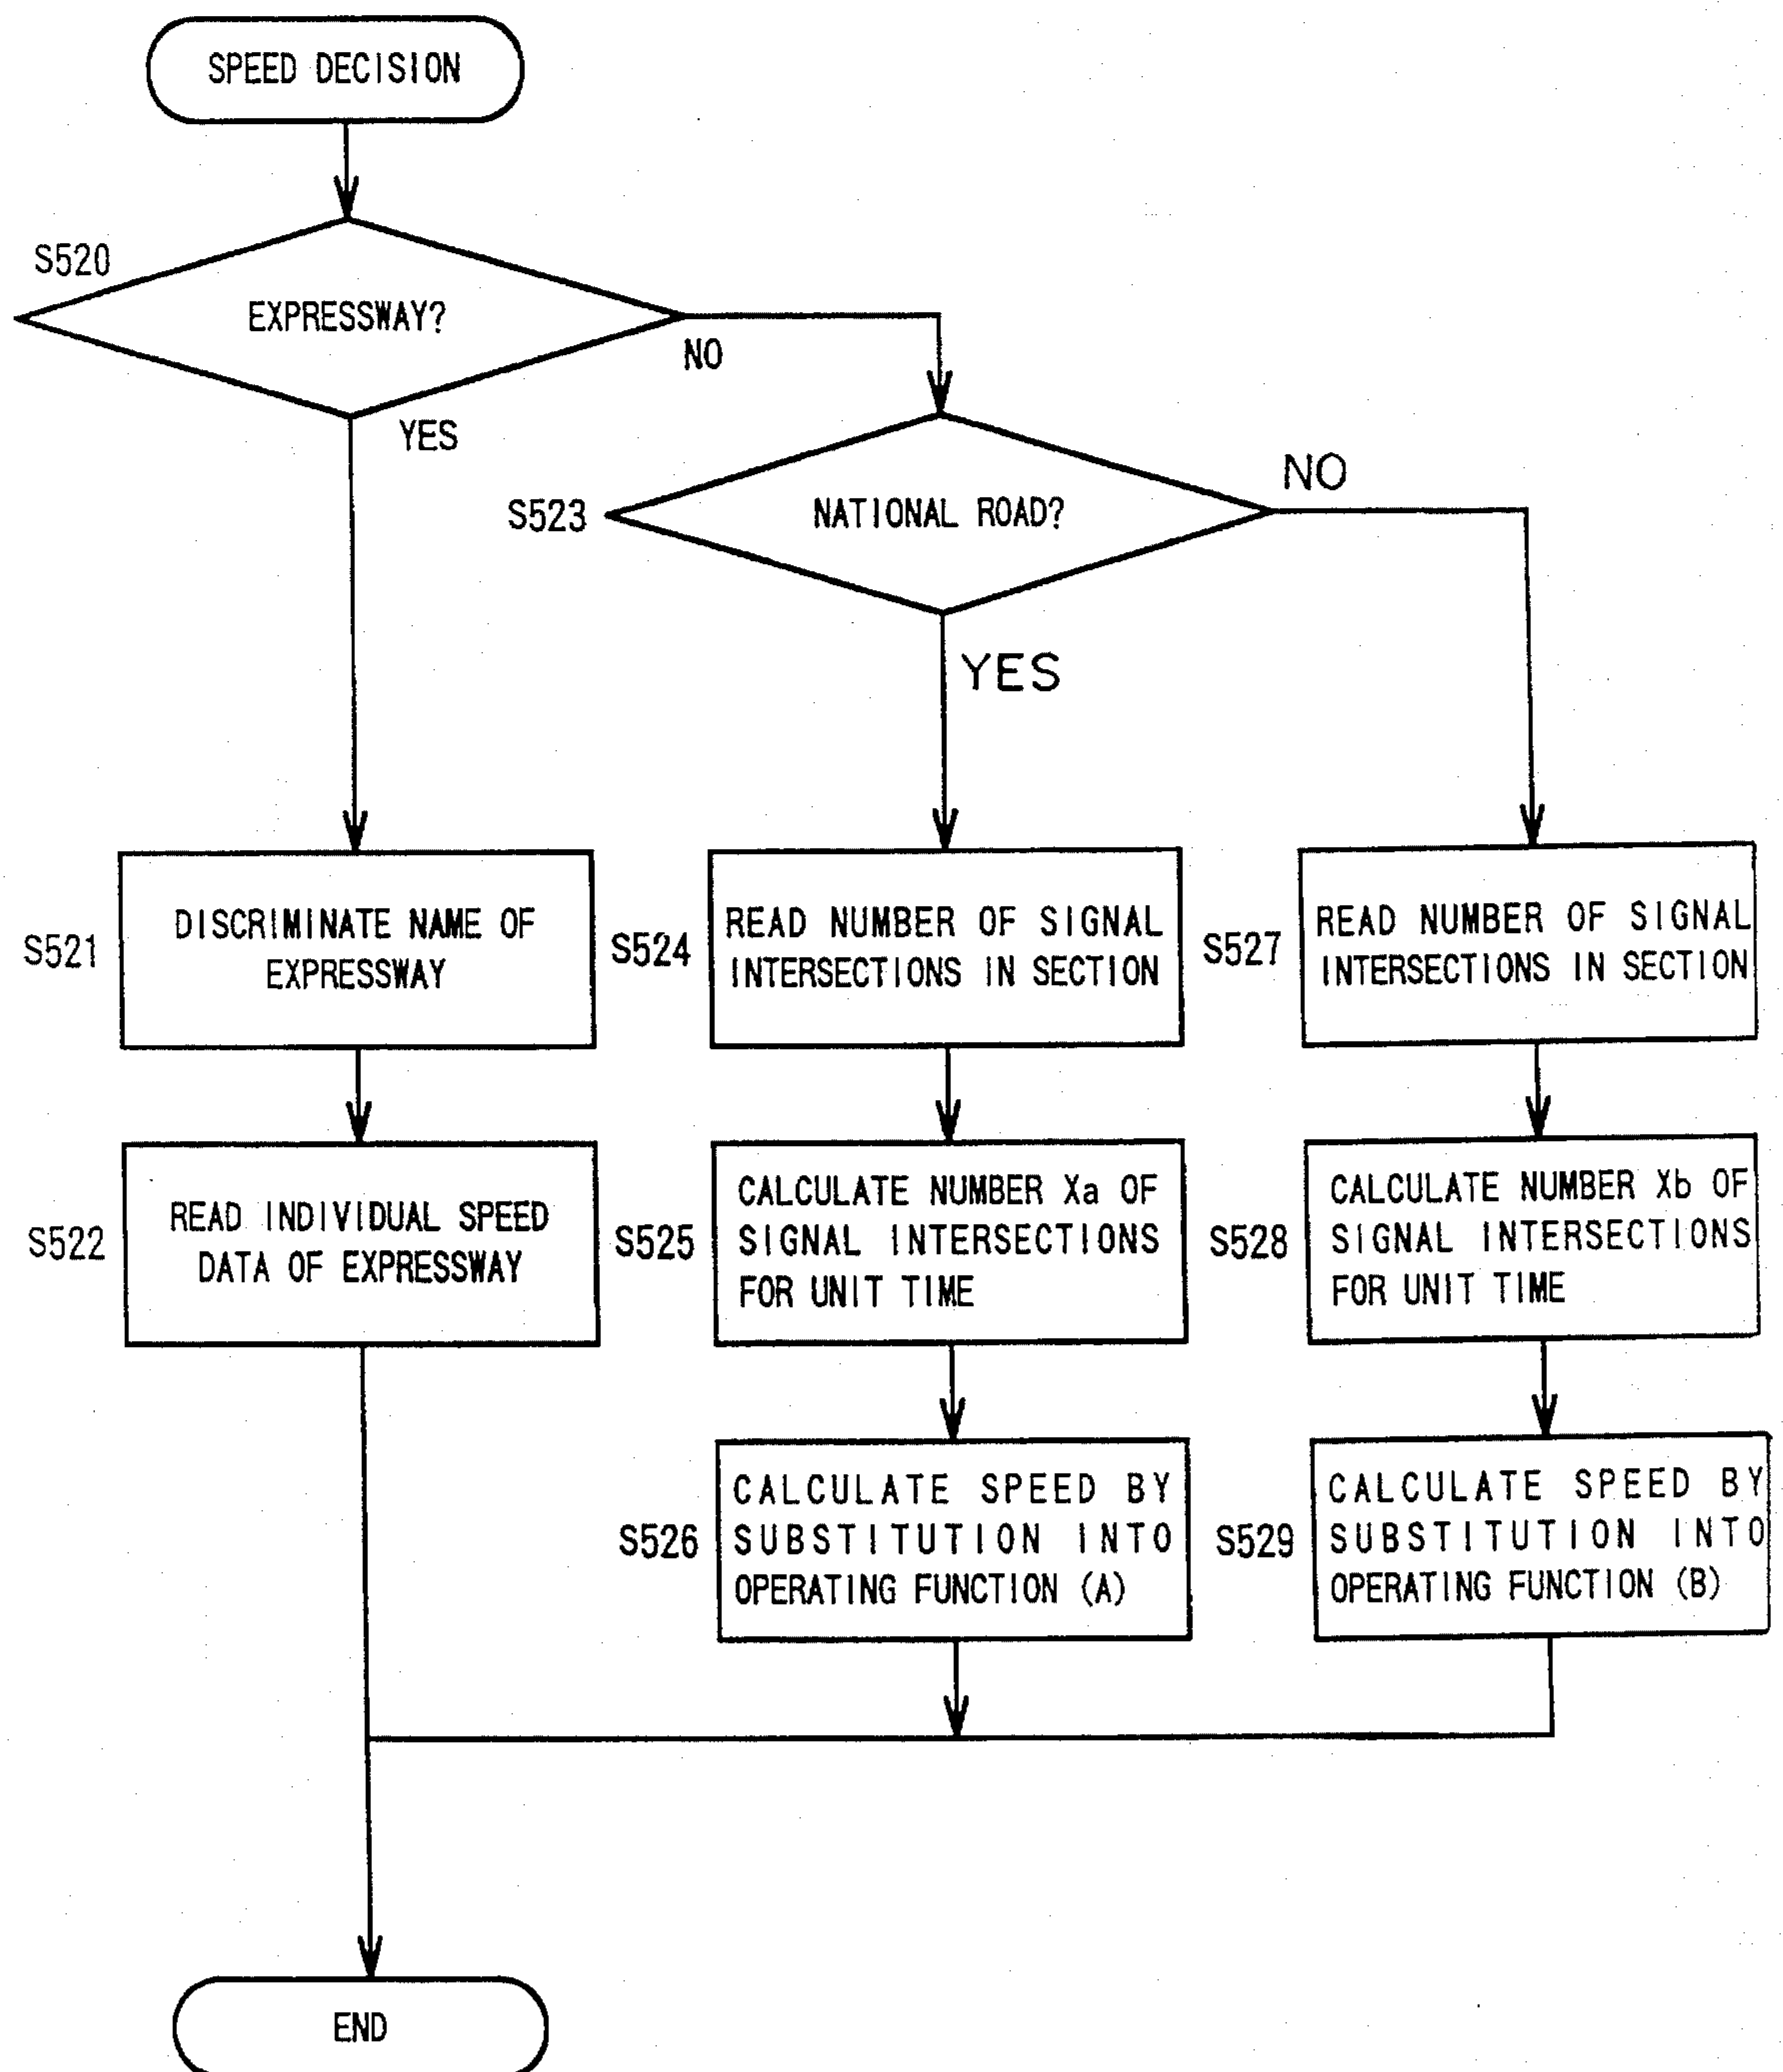 SPEED DECISION
S520
EXPRESSWAY?
NO
YES
S523
NATIONAL ROAD?
NO
YES
S521
DISCRIMINATE NAME OF
EXPRESSWAY
S524
READ NUMBER OF SIGNAL
INTERSECTIONS IN SECTION
S527
READ NUMBER OF SIGNAL
INTERSECTIONS IN SECTION
S522
READ INDIVIDUAL SPEED
DATA OF EXPRESSWAY
S525
CALCULATE NUMBER Xa OF
SIGNAL INTERSECTIONS
FOR UNIT TIME
S528
CALCULATE NUMBER Xb OF
SIGNAL INTERSECTIONS
FOR UNIT TIME
S526
CALCULATE SPEED BY
SUBSTITUTION INTO
OPERATING FUNCTION (A)
S529
CALCULATE SPEED BY
SUBSTITUTION INTO
OPERATING FUNCTION (B)
END